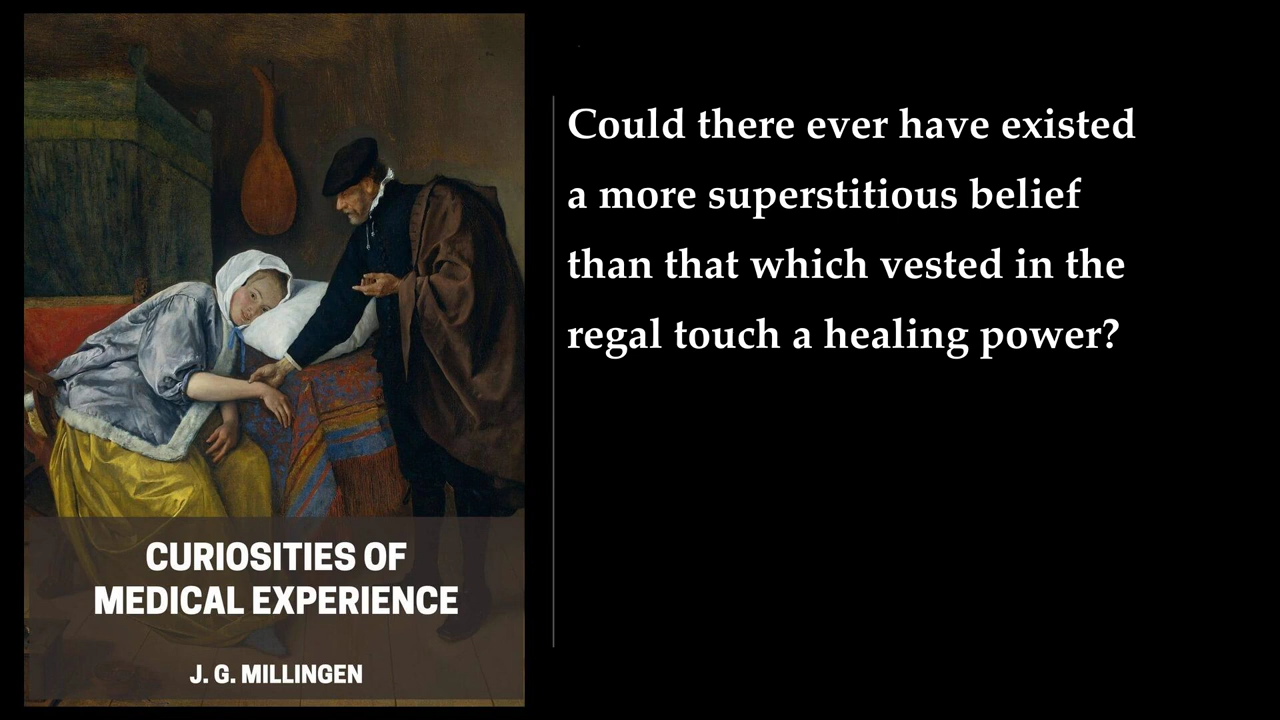 Could there ever have existed
a more superstitious belief
than that which vested in the
regal touch a healing power?
CURIOSITIES OF
MEDICAL EXPERIENCE
J. G. MILLINGEN